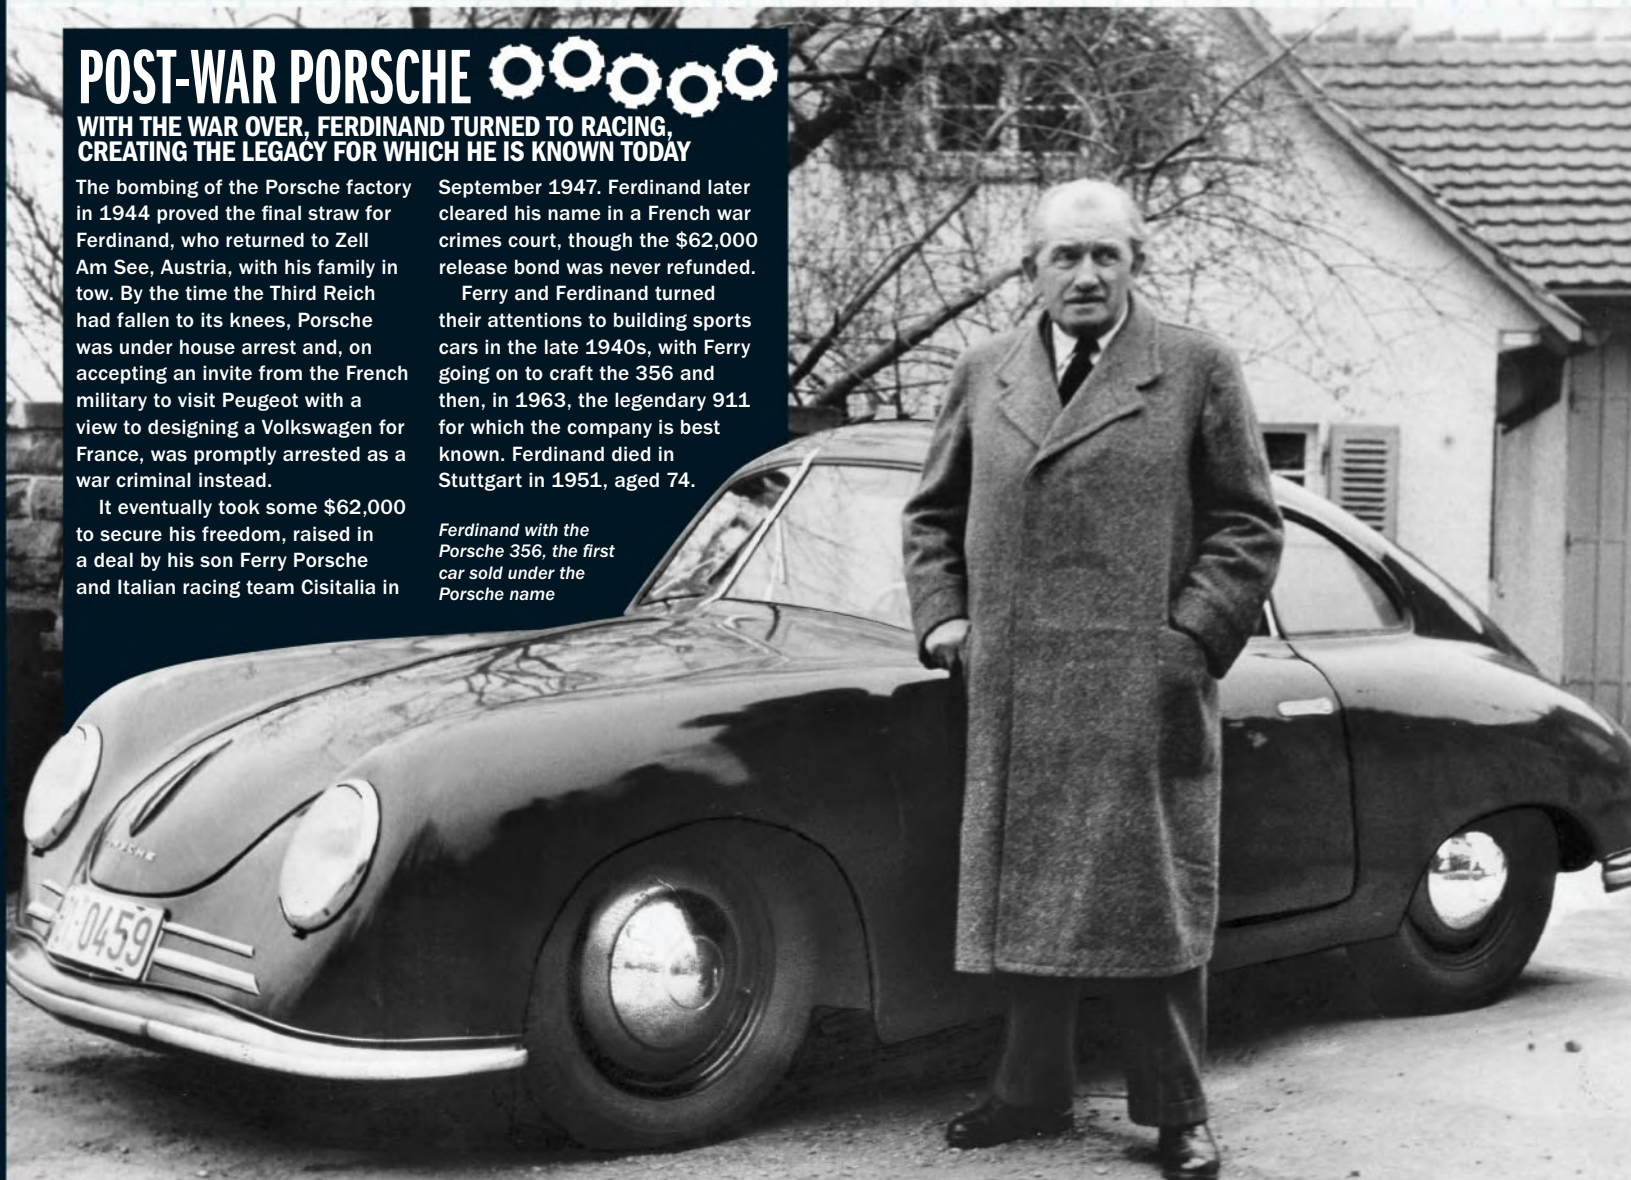 POST-WAR PORSCHE
WITH THE WAR OVER, FERDINAND TURNED TO RACING,
CREATING THE LEGACY FOR WHICH HE IS KNOWN TODAY
The bombing of the Porsche factory
in 1944 proved the final straw for
Ferdinand, who returned to Zell
Am See, Austria, with his family in
tow. By the time the Third Reich
had fallen to its knees, Porsche
was under house arrest and, on
accepting an invite from the French
military to visit Peugeot with a
view to designing a Volkswagen for
France, was promptly arrested as a
war criminal instead.
It eventually took some $62,000
to secure his freedom, raised in
a deal by his son Ferry Porsche
and Italian racing team Cisitalia in
September 1947. Ferdinand later
cleared his name in a French war
crimes court, though the $62,000
release bond was never refunded.
Ferry and Ferdinand turned
their attentions to building sports
cars in the late 1940s, with Ferry
going on to craft the 356 and
then, in 1963, the legendary 911
for which the company is best
known. Ferdinand died in
Stuttgart in 1951, aged 74.
Ferdinand with the
Porsche 356, the first
car sold under the
Porsche name
0459